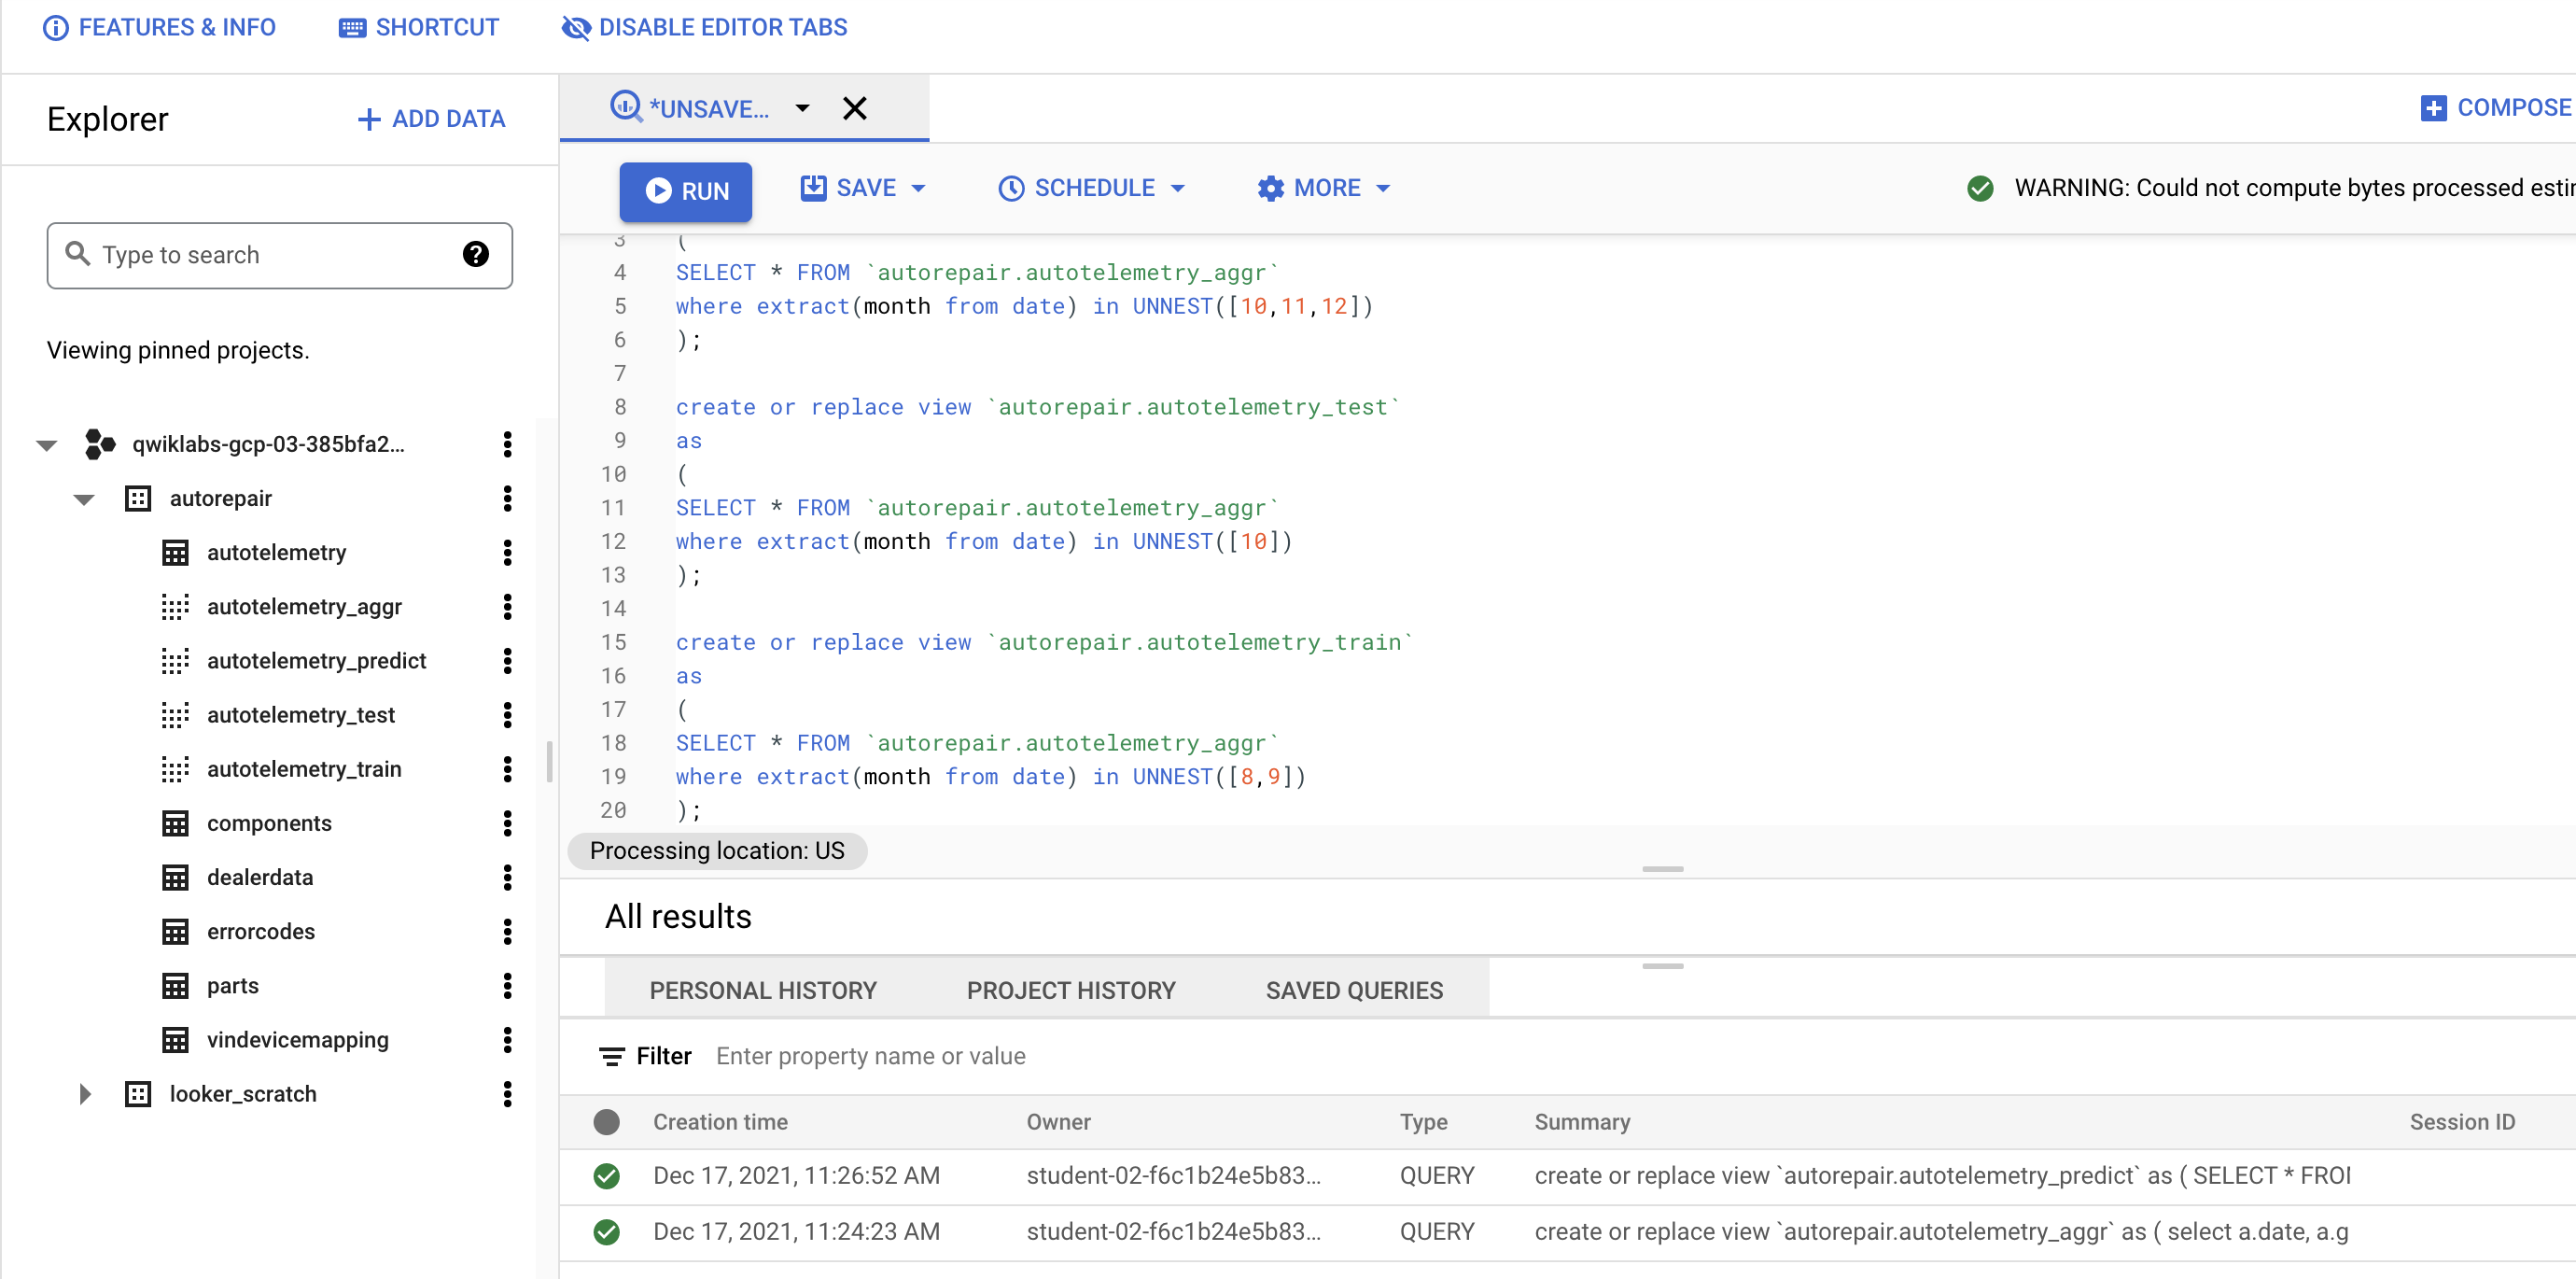 FEATURES & INFO SHORTCUT DISABLE EDITOR TABS
Explorer + ADD DATA
Type to search
Viewing pinned projects.
qwiklabs-gcp-03-385bfa2...
autorepair
autotelemetry
autotelemetry_aggr
autotelemetry_predict
autotelemetry_test
autotelemetry_train
components
dealerdata
errorcodes
parts
vindevicemapping
looker_scratch
*UNSAVE... COMPOSE
RUN SAVE SCHEDULE MORE WARNING: Could not compute bytes processed estin
3 (
4 SELECT * FROM `autorepair.autotelemetry_aggr`
5 where extract(month from date) in UNNEST([10,11,12])
6 );
7
8 create or replace view `autorepair.autotelemetry_test`
9 as
10 (
11 SELECT * FROM `autorepair.autotelemetry_aggr`
12 where extract(month from date) in UNNEST([10])
13 );
14
15 create or replace view `autorepair.autotelemetry_train`
16 as
17 (
18 SELECT * FROM `autorepair.autotelemetry_aggr`
19 where extract(month from date) in UNNEST([8,9])
20 );
Processing location: US
All results
PERSONAL HISTORY PROJECT HISTORY SAVED QUERIES
Filter Enter property name or value
Creation time Owner Type Summary Session ID
Dec 17, 2021, 11:26:52 AM student-02-f6c1b24e5b83... QUERY create or replace view `autorepair.autotelemetry_predict` as ( SELECT * FROM
Dec 17, 2021, 11:24:23 AM student-02-f6c1b24e5b83... QUERY create or replace view `autorepair.autotelemetry_aggr` as ( select a.date, a.g